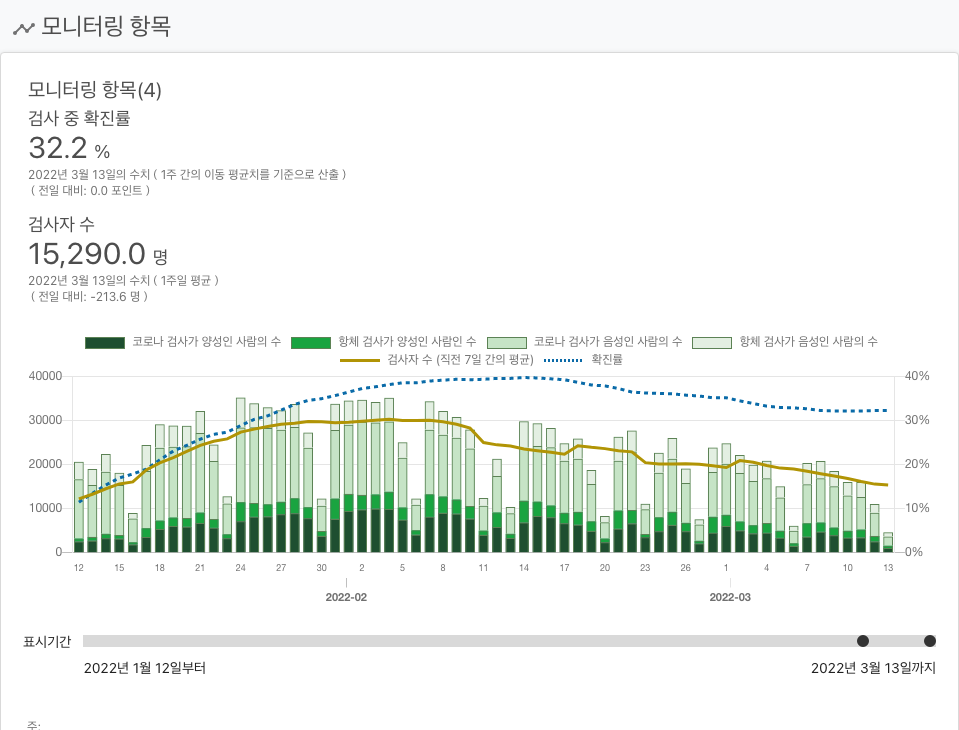 모니터링 항목
모니터링 항목(4)
검사 중 확진률
32.2 %
2022년 3월 13일의 수치 ( 1주 간의 이동 평균치를 기준으로 산출 )
( 전일 대비: 0.0 포인트 )
검사자 수
15,290.0 명
2022년 3월 13일의 수치 ( 1주일 평균 )
( 전일 대비: -213.6 명 )
코로나 검사가 양성인 사람의 수 항체 검사가 양성인 사람인 수 코로나 검사가 음성인 사람의 수 항체 검사가 음성인 사람의 수
검사자 수 (직전 7일 간의 평균) 확진률
40000 40%
30000 30%
20000 20%
10000 10%
0 0%
12 15 18 21 24 27 30 2 5 8 11 14 17 20 23 26 1 4 7 10 13
2022-02 2022-03
표시기간
2022년 1월 12일부터 2022년 3월 13일까지
주: